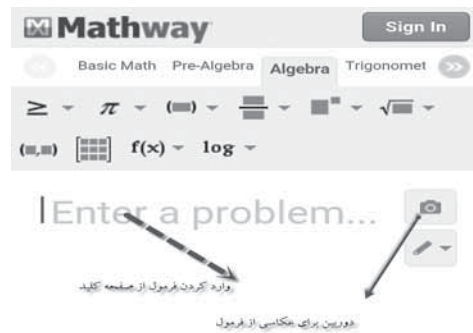 Mathway
Sign In
Basic Math Pre-Algebra Algebra Trigonomet
≥ π (■)
(■,■) f(x) log
Enter a problem...
وارد کردن فرمول از صفحه کلید
دوربین برای عکاسی از فرمول